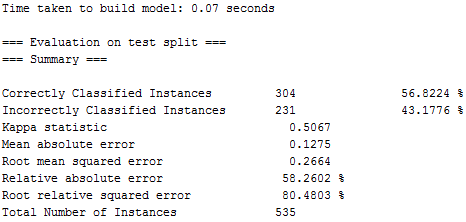 Time taken to build model: 0.07 seconds
=== Evaluation on test split ===
=== Summary ===
Correctly Classified Instances 304 56.8224 %
Incorrectly Classified Instances 231 43.1776 %
Kappa statistic 0.5067
Mean absolute error 0.1275
Root mean squared error 0.2664
Relative absolute error 58.2602 %
Root relative squared error 80.4803 %
Total Number of Instances 535